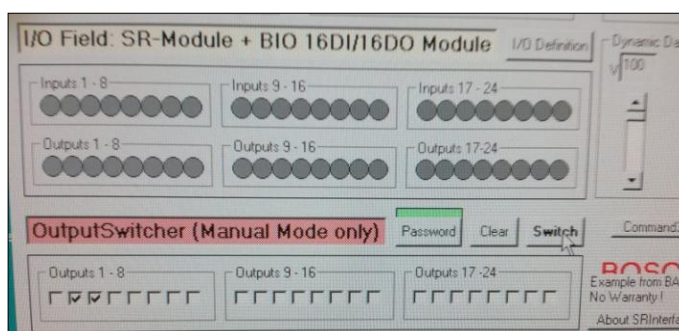 I/O Field: SR-Module + BIO 16DI/16DO Module
I/O Definition
Dynamic Da
V
100
Inputs 1 - 8
Inputs 9 - 16
Inputs 17 - 24
Outputs 1 - 8
Outputs 9 - 16
Outputs 17-24
OutputSwitcher (Manual Mode only)
Password
Clear
Switch
Command
Outputs 1 - 8
Outputs 9 - 16
Outputs 17 -24
BOSC
Example from BA
No Warranty !
About SRInterfa